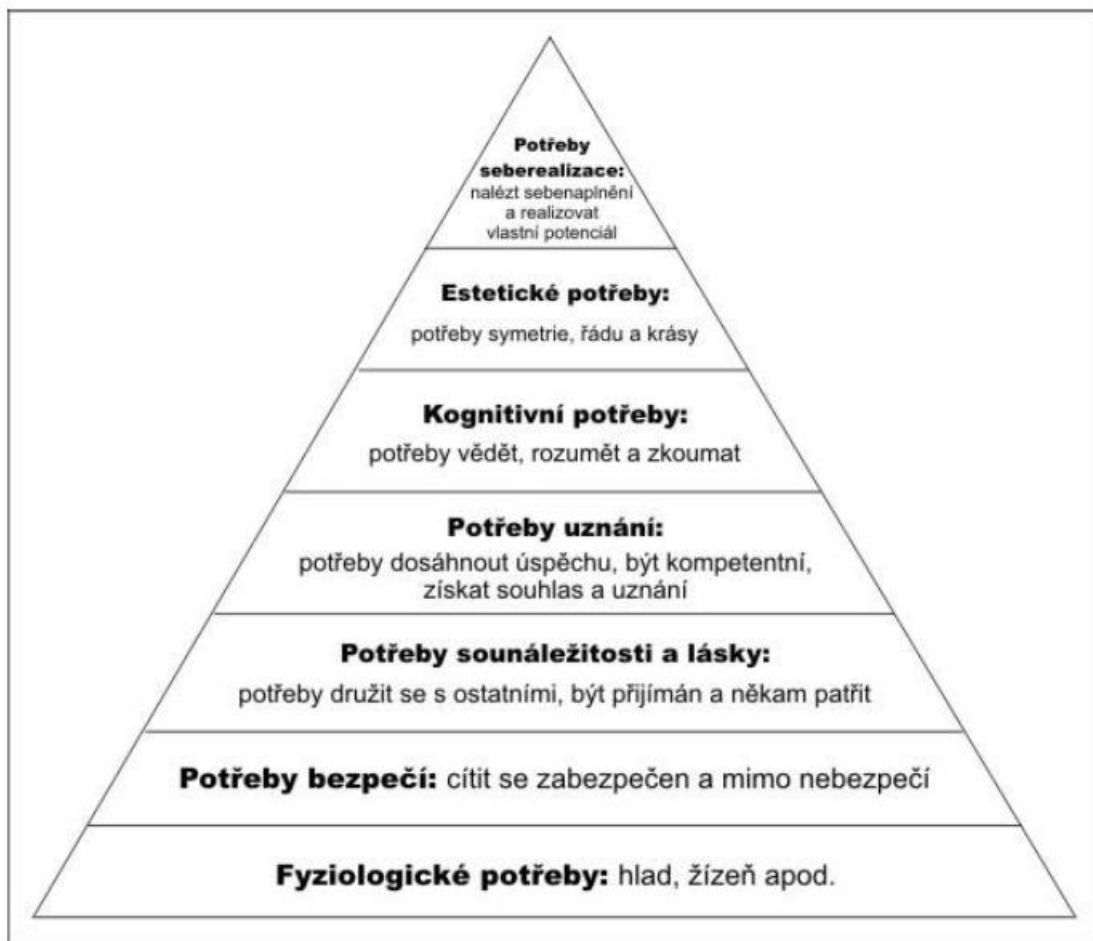 Potřeby
seberealizace:
nalézt sebenaplnění
a realizovat
vlastní potenciál
Estetické potřeby:
potřeby symetrie, řádu a krásy
Kognitivní potřeby:
potřeby vědět, rozumět a zkoumat
Potřeby uznání:
potřeby dosáhnout úspěchu, být kompetentní,
získat souhlas a uznání
Potřeby sounáležitosti a lásky:
potřeby družit se s ostatními, být přijímán a někam patřit
Potřeby bezpečí: cítit se zabezpečen a mimo nebezpečí
Fyziologické potřeby: hlad, žízeň apod.